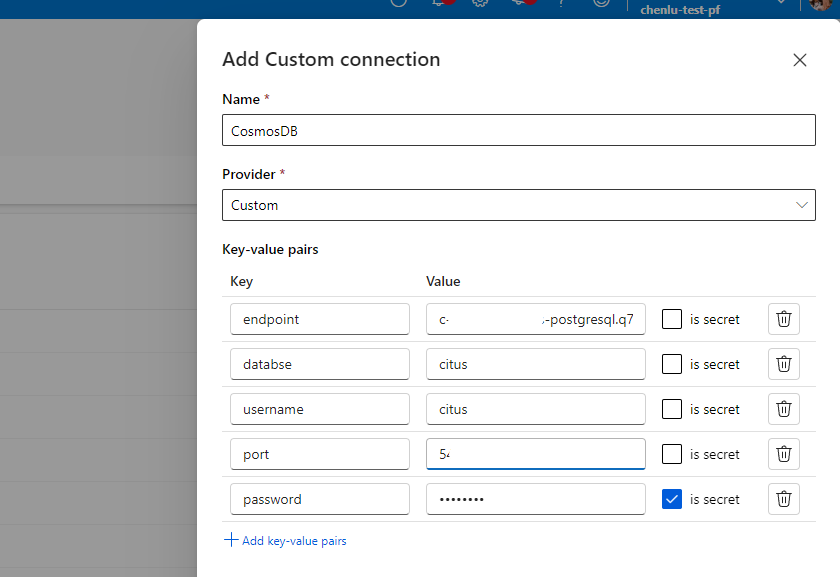 chenlu-test-pf
Add Custom connection
Name *
CosmosDB
Provider *
Custom
Key-value pairs
Key Value
endpoint c- -postgresql.q7 is secret
databse citus is secret
username citus is secret
port 5 is secret
password •••••••• is secret
Add key-value pairs